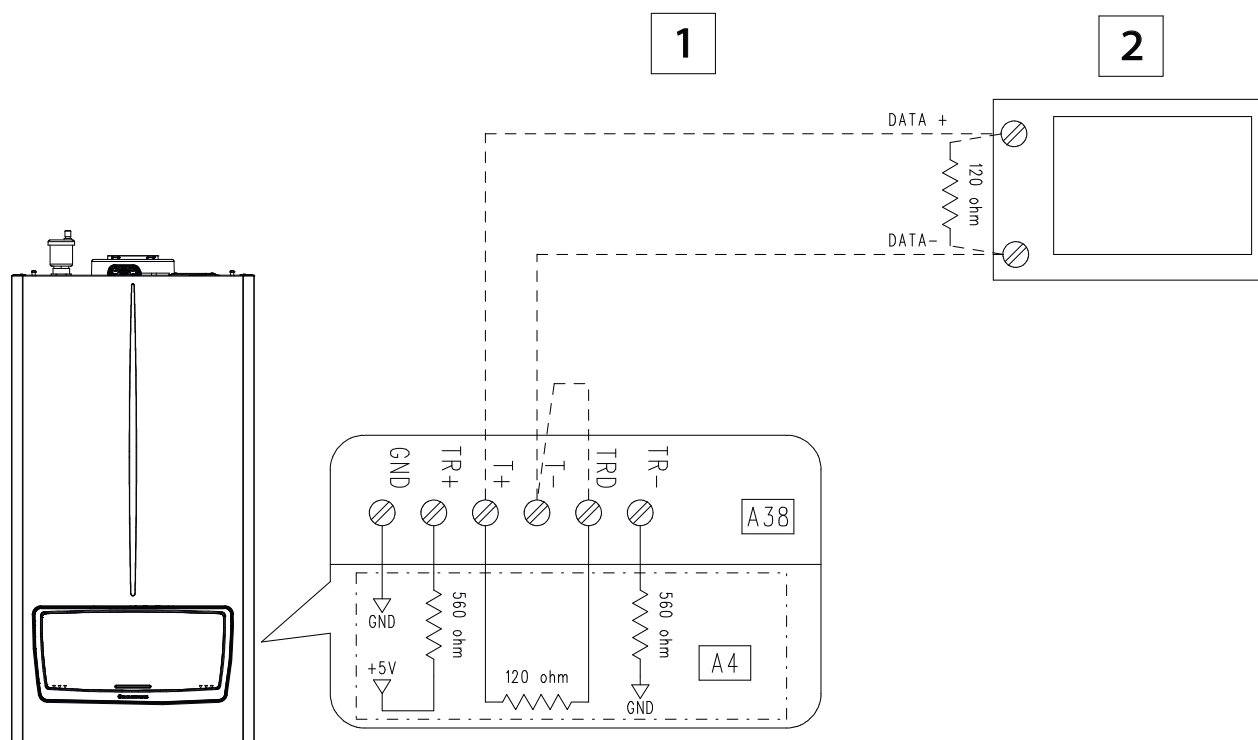 1
2
DATA +
120 ohm
DATA-
GND
TR+
T+
T-
TRD
TR-
A38
GND
560 ohm
560 ohm
+5V
120 ohm
A4
GND